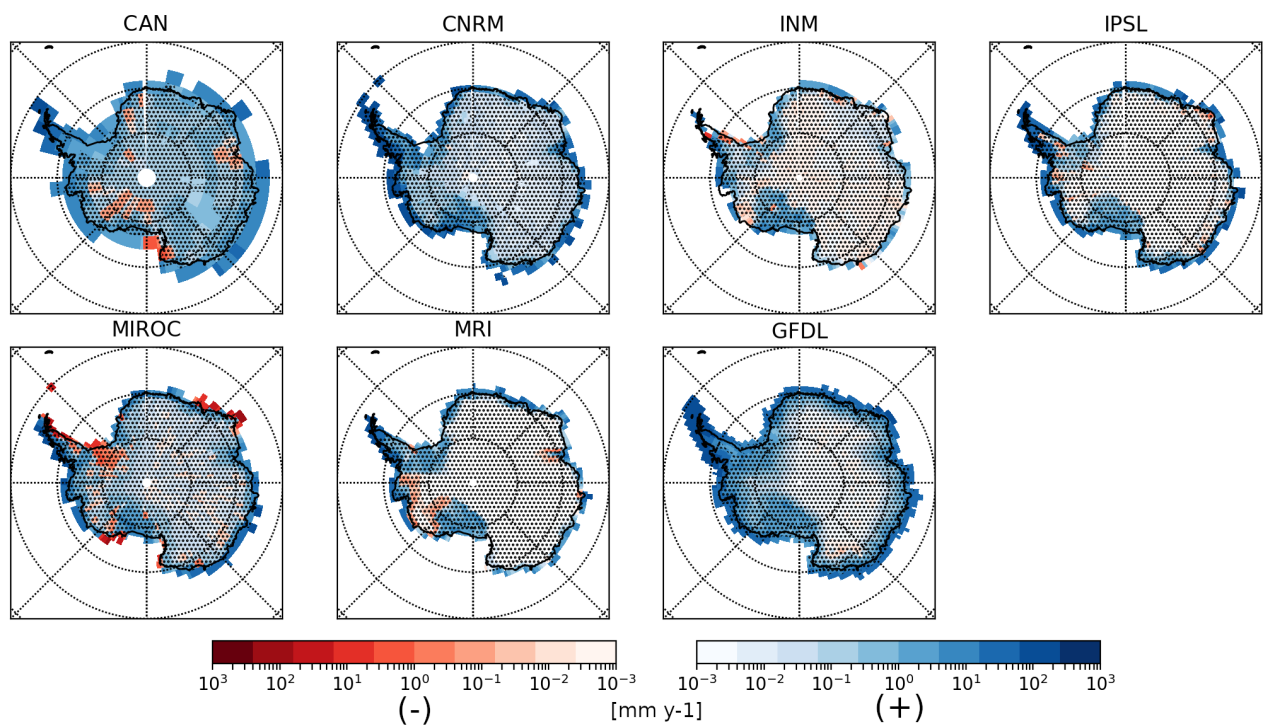 CAN CNRM INM IPSL
MIROC MRI GFDL
10³ 10² 10¹ 10⁰ 10⁻¹ 10⁻² 10⁻³ 10⁻³ 10⁻² 10⁻¹ 10⁰ 10¹ 10² 10³
(-) [mm y-1] (+)